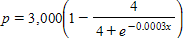 p = 3,000(1 − 4/(4 + e^−0.0003x))